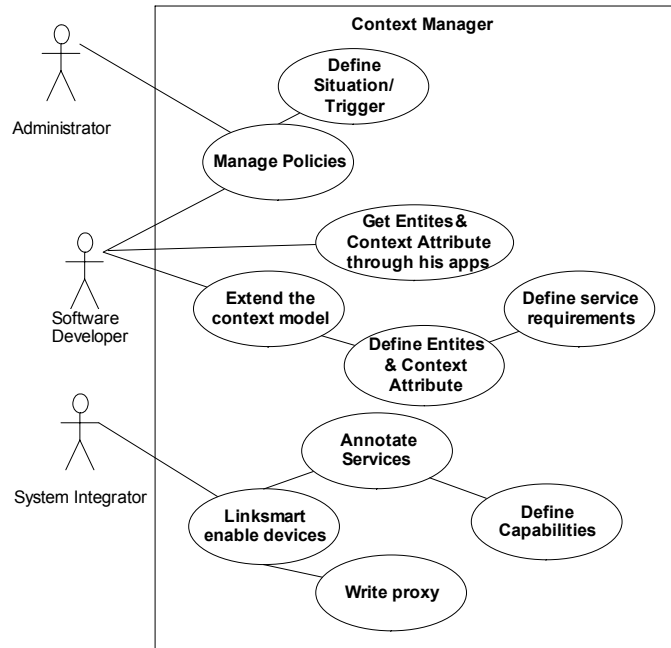 Context Manager
Define
Situation/
Trigger
Administrator
Manage Policies
Get Entites&
Context Attribute
through his apps
Software
Developer
Extend the
context model
Define service
requirements
Define Entites
& Context
Attribute
System Integrator
Annotate
Services
Linksmart
enable devices
Define
Capabilities
Write proxy